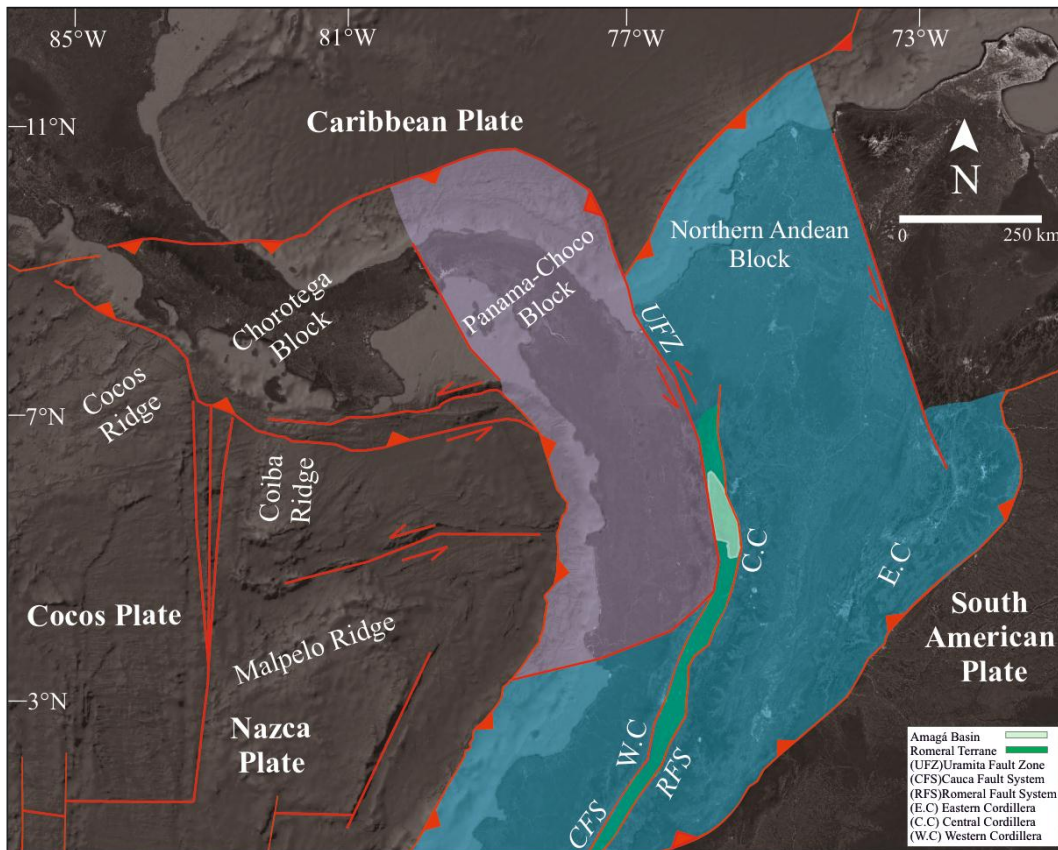 85°W
81°W
77°W
73°W
11°N
Caribbean Plate
N
0
250 km
Northern Andean
Block
Panama-Choco
Block
Chorotega
Block
UFZ
Cocos
Ridge
7°N
Coiba
Ridge
C.C
E.C
Cocos Plate
South
American
Plate
Malpelo Ridge
3°N
Nazca
Plate
W.C
RFS
CFS
Amagá Basin
Romeral Terrane
(UFZ)Uramita Fault Zone
(CFS)Cauca Fault System
(RFS)Romeral Fault System
(E.C) Eastern Cordillera
(C.C) Central Cordillera
(W.C) Western Cordillera